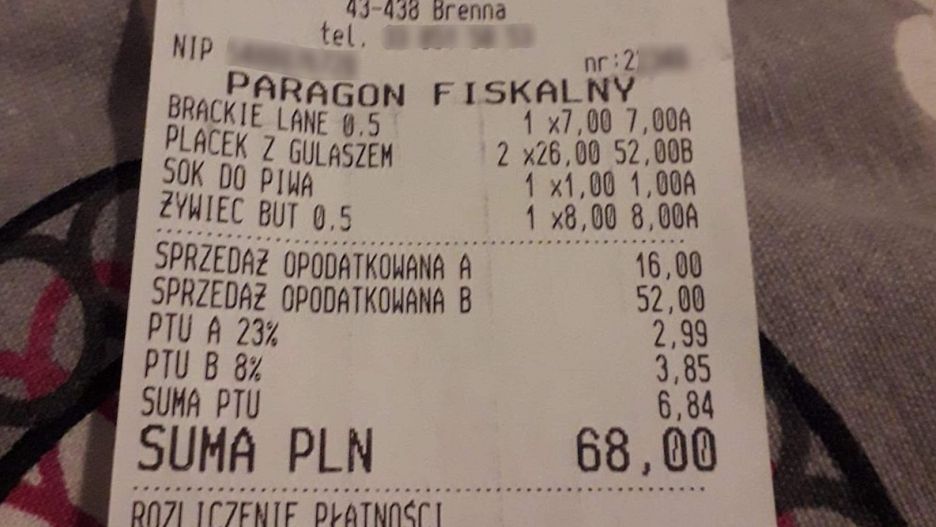 43-438 Brenna
tel.
NIP nr:2
PARAGON FISKALNY
BRACKIE LANE 0.5 1 x7,00 7,00A
PLACEK Z GULASZEM 2 x26,00 52,00B
SOK DO PIWA 1 x1,00 1,00A
ŻYWIEC BUT 0.5 1 x8,00 8,00A
SPRZEDAŻ OPODATKOWANA A 16,00
SPRZEDAŻ OPODATKOWANA B 52,00
PTU A 23% 2,99
PTU B 8% 3,85
SUMA PTU 6,84
SUMA PLN 68,00
ROZLICZENIE PŁATNOŚCI